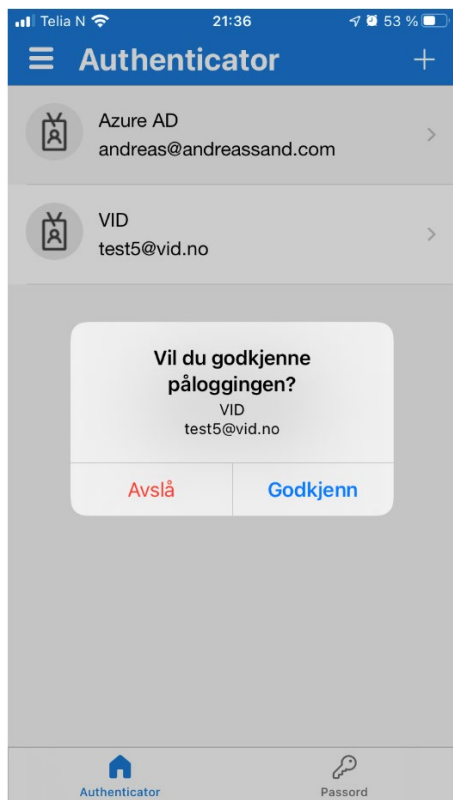 Telia N 21:36 53 %
Authenticator
Azure AD
andreas@andreassand.com
VID
test5@vid.no
Vil du godkjenne
påloggingen?
VID
test5@vid.no
Avslå Godkjenn
Authenticator Passord